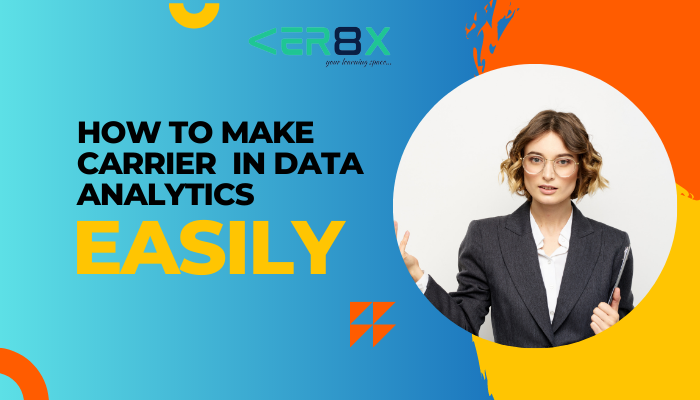 <ER8X
your learning space...
HOW TO MAKE
CARRIER IN DATA
ANALYTICS
EASILY